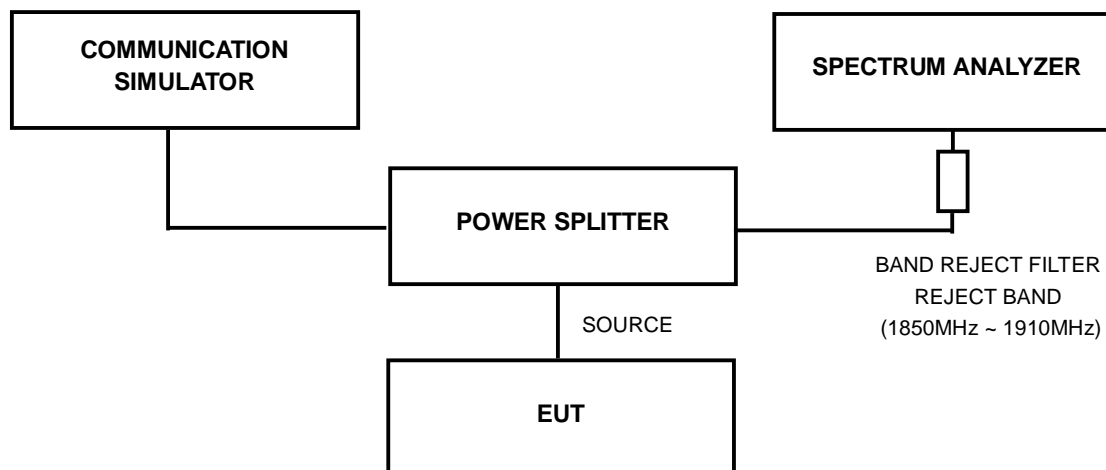 COMMUNICATION
SIMULATOR
SPECTRUM ANALYZER
POWER SPLITTER
BAND REJECT FILTER
REJECT BAND
(1850MHz ~ 1910MHz)
SOURCE
EUT